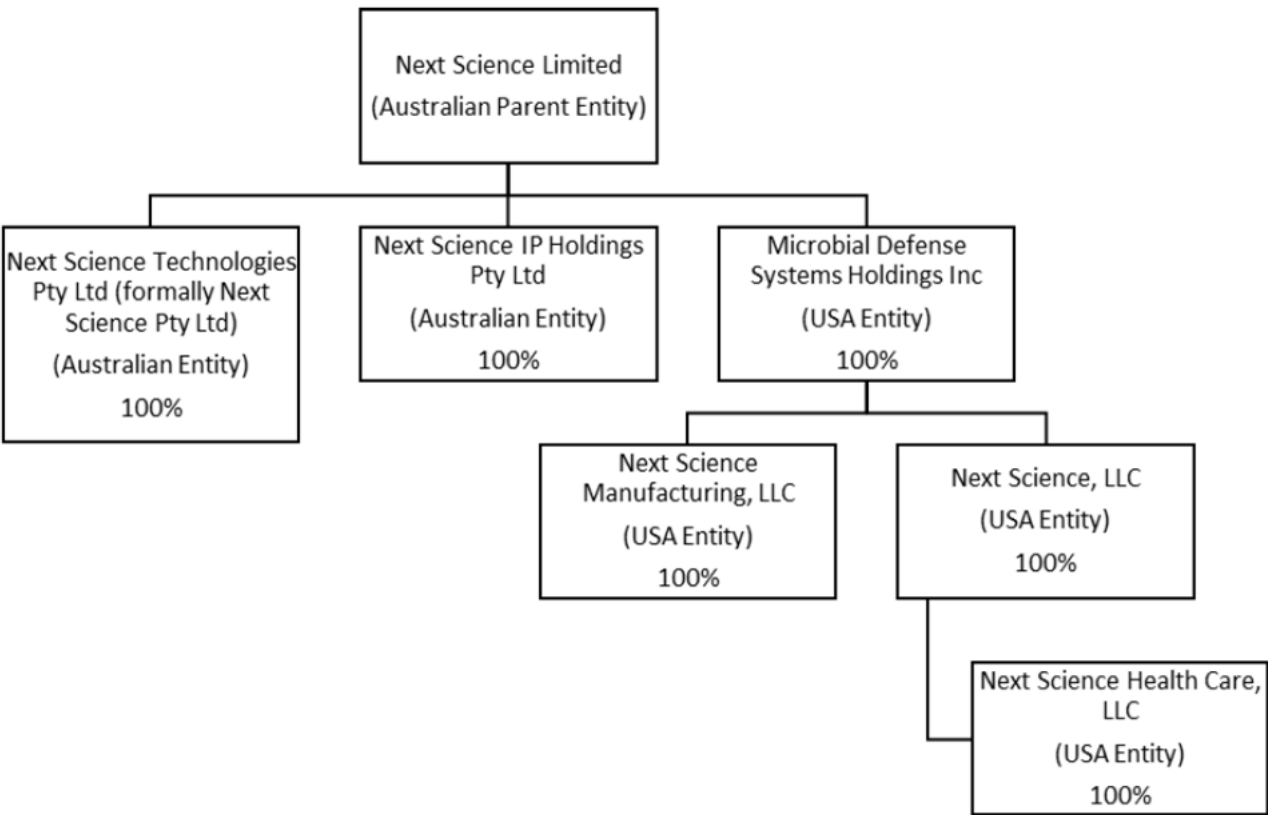 Next Science Limited
(Australian Parent Entity)
Next Science Technologies
Pty Ltd (formally Next
Science Pty Ltd)
(Australian Entity)
100%
Next Science IP Holdings
Pty Ltd
(Australian Entity)
100%
Microbial Defense
Systems Holdings Inc
(USA Entity)
100%
Next Science
Manufacturing, LLC
(USA Entity)
100%
Next Science, LLC
(USA Entity)
100%
Next Science Health Care,
LLC
(USA Entity)
100%